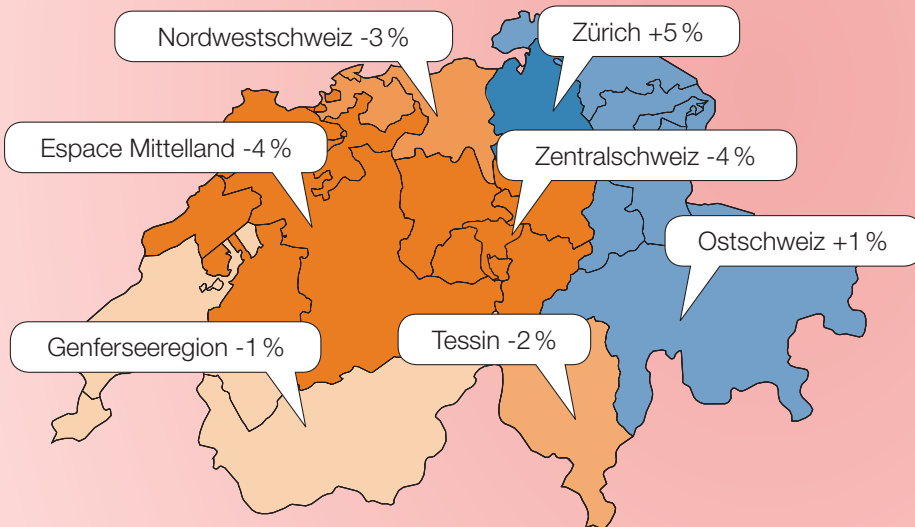 Nordwestschweiz -3 %
Zürich +5 %
Espace Mittelland -4 %
Zentralschweiz -4 %
Ostschweiz +1 %
Genferseeregion -1 %
Tessin -2 %